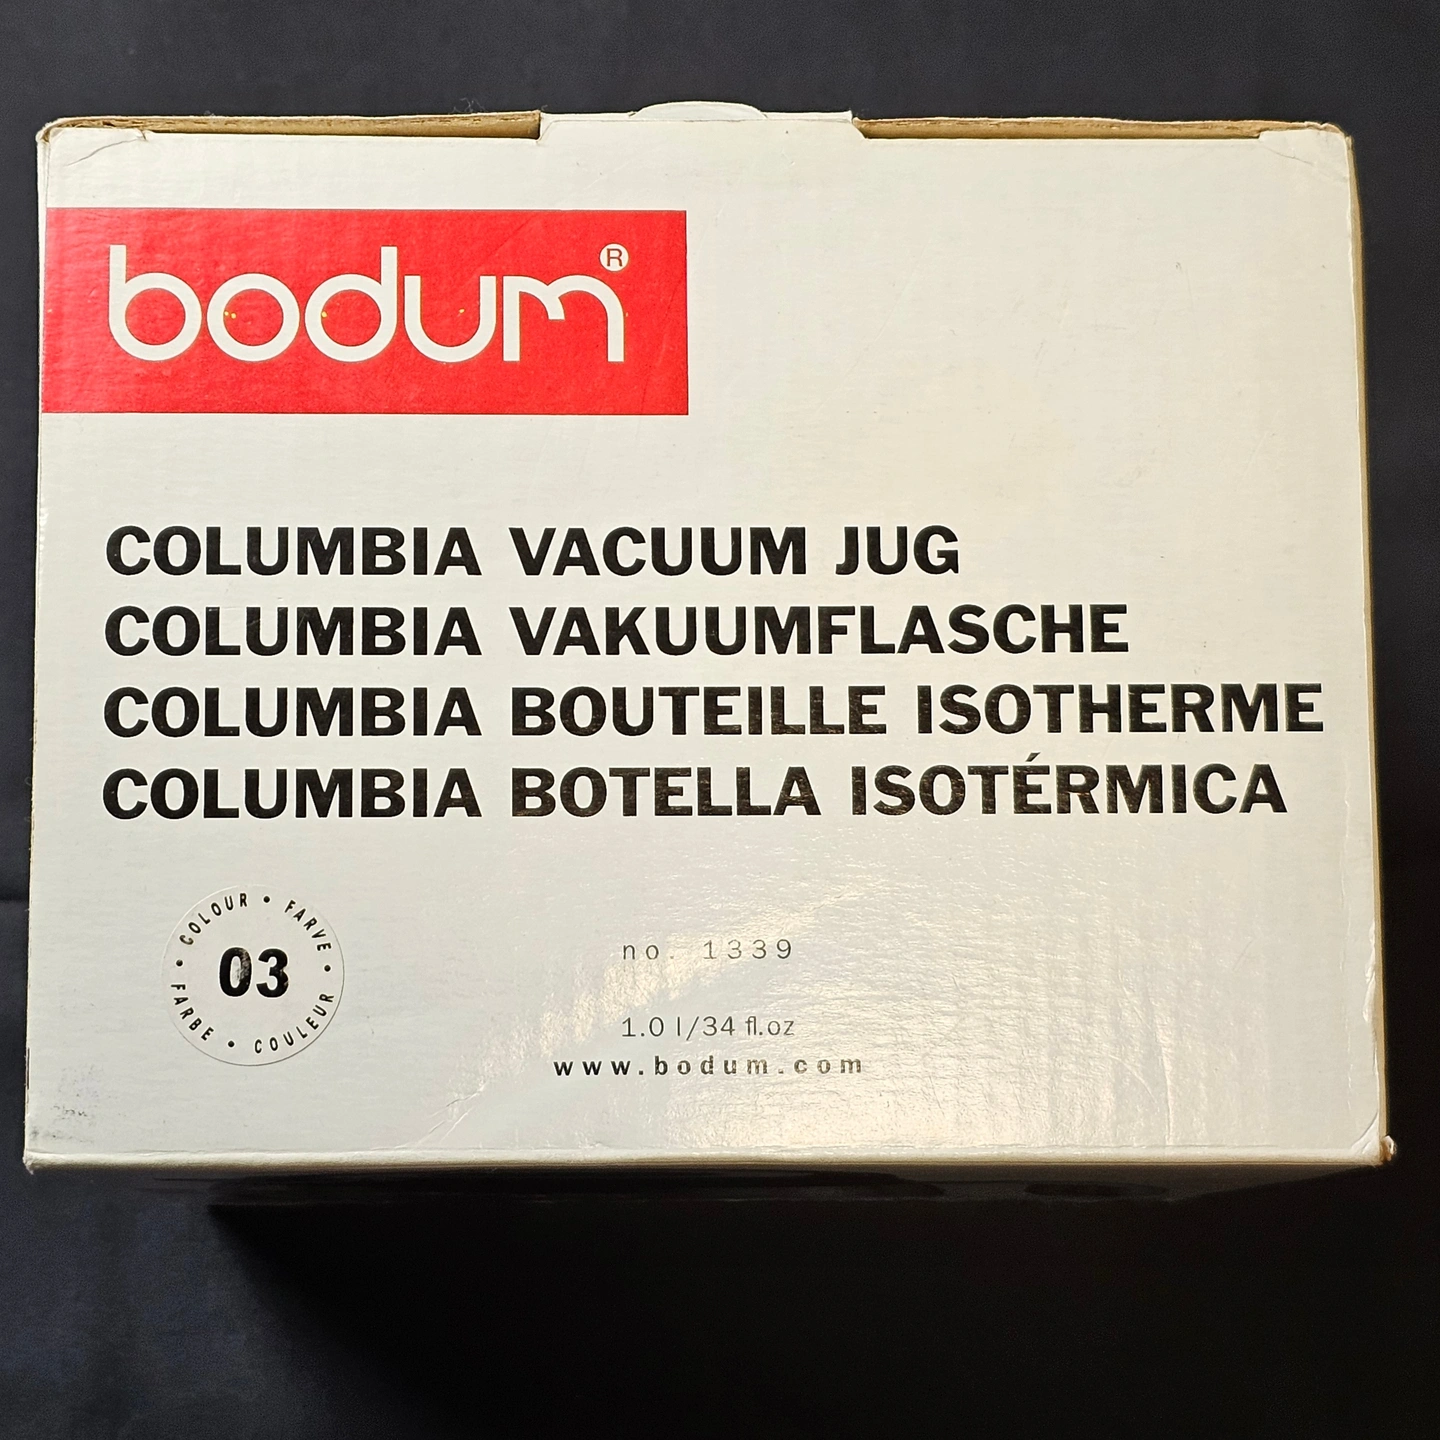 bodum®
COLUMBIA VACUUM JUG
COLUMBIA VAKUUMFLASCHE
COLUMBIA BOUTEILLE ISOTHERME
COLUMBIA BOTELLA ISOTÉRMICA
COLOUR • FARVE • COULEUR • FARBE •
03
no. 1339
1.0 l/34 fl.oz
www.bodum.com